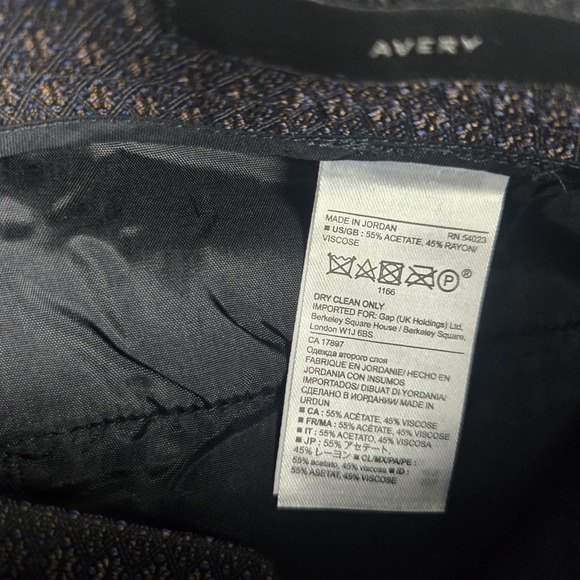 AVERY
MADE IN JORDAN RN 54023
■ US/GB : 55% ACETATE, 45% RAYON/
VISCOSE
P ®
1166
DRY CLEAN ONLY
IMPORTED FOR: Gap (UK Holdings) Ltd,
Berkeley Square House / Berkeley Square,
London W1J 6BS
CA 17897
Одежда второго слоя
FABRIQUE EN JORDANIE/ HECHO EN
JORDANIA CON INSUMOS
IMPORTADOS/ DIBUAT DI YORDANIA/
СДЕЛАНО В ИОРДАНИИ/ MADE IN
URDUN
■ CA : 55% ACÉTATE, 45% VISCOSE
■ FR/MA : 55% ACÉTATE, 45% VISCOSE
■ IT : 55% ACETATO, 45% VISCOSA
■ JP : 55% アセテート,
45% レーヨン ■ CL/MX/PA/PE :
55% acetato, 45% viscosa ■ ID :
55% ASETAT, 45% VISCOSE